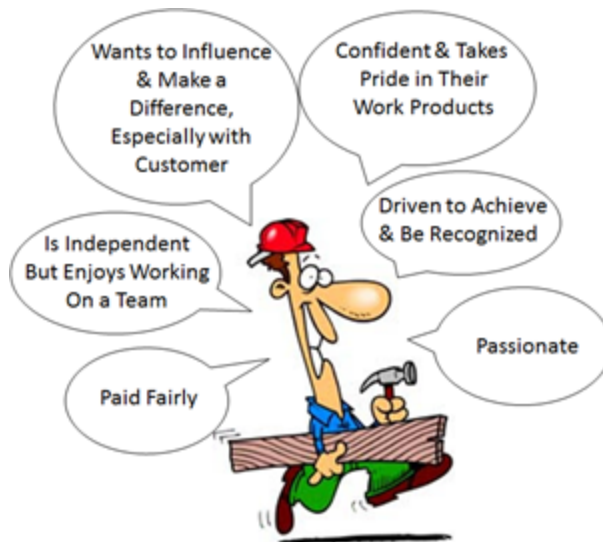 Wants to Influence
& Make a
Difference,
Especially with
Customer
Confident & Takes
Pride in Their
Work Products
Driven to Achieve
& Be Recognized
Is Independent
But Enjoys Working
On a Team
Passionate
Paid Fairly